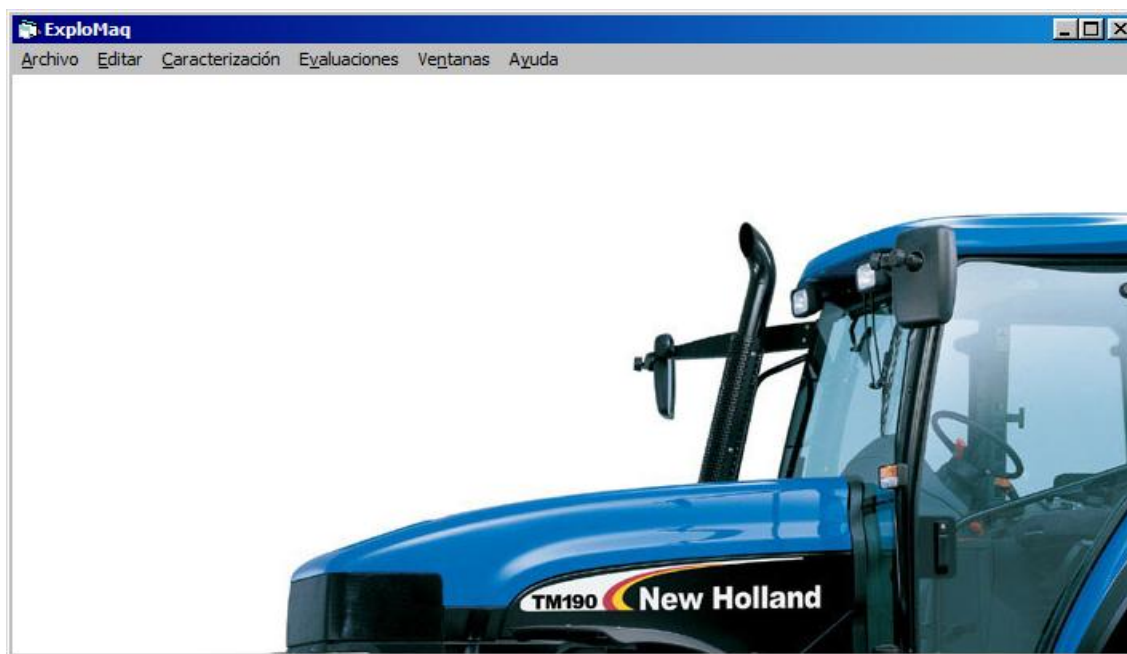 ExploMaq
Archivo Editar Caracterización Evaluaciones Ventanas Ayuda
TM190 New Holland